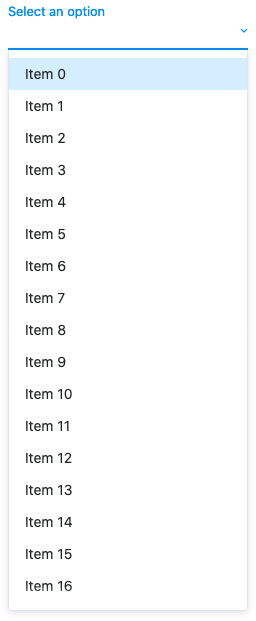 Select an option
Item 0
Item 1
Item 2
Item 3
Item 4
Item 5
Item 6
Item 7
Item 8
Item 9
Item 10
Item 11
Item 12
Item 13
Item 14
Item 15
Item 16